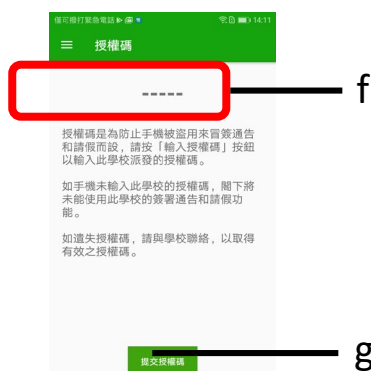 僅可撥打緊急電話 14:11
授權碼
-----
f
授權碼是為防止手機被盜用來冒簽通告
和請假而設，請按「輸入授權碼」按鈕
以輸入此學校派發的授權碼。
如手機未輸入此學校的授權碼，閣下將
未能使用此學校的簽署通告和請假功
能。
如遺失授權碼，請與學校聯絡，以取得
有效之授權碼。
提交授權碼
g